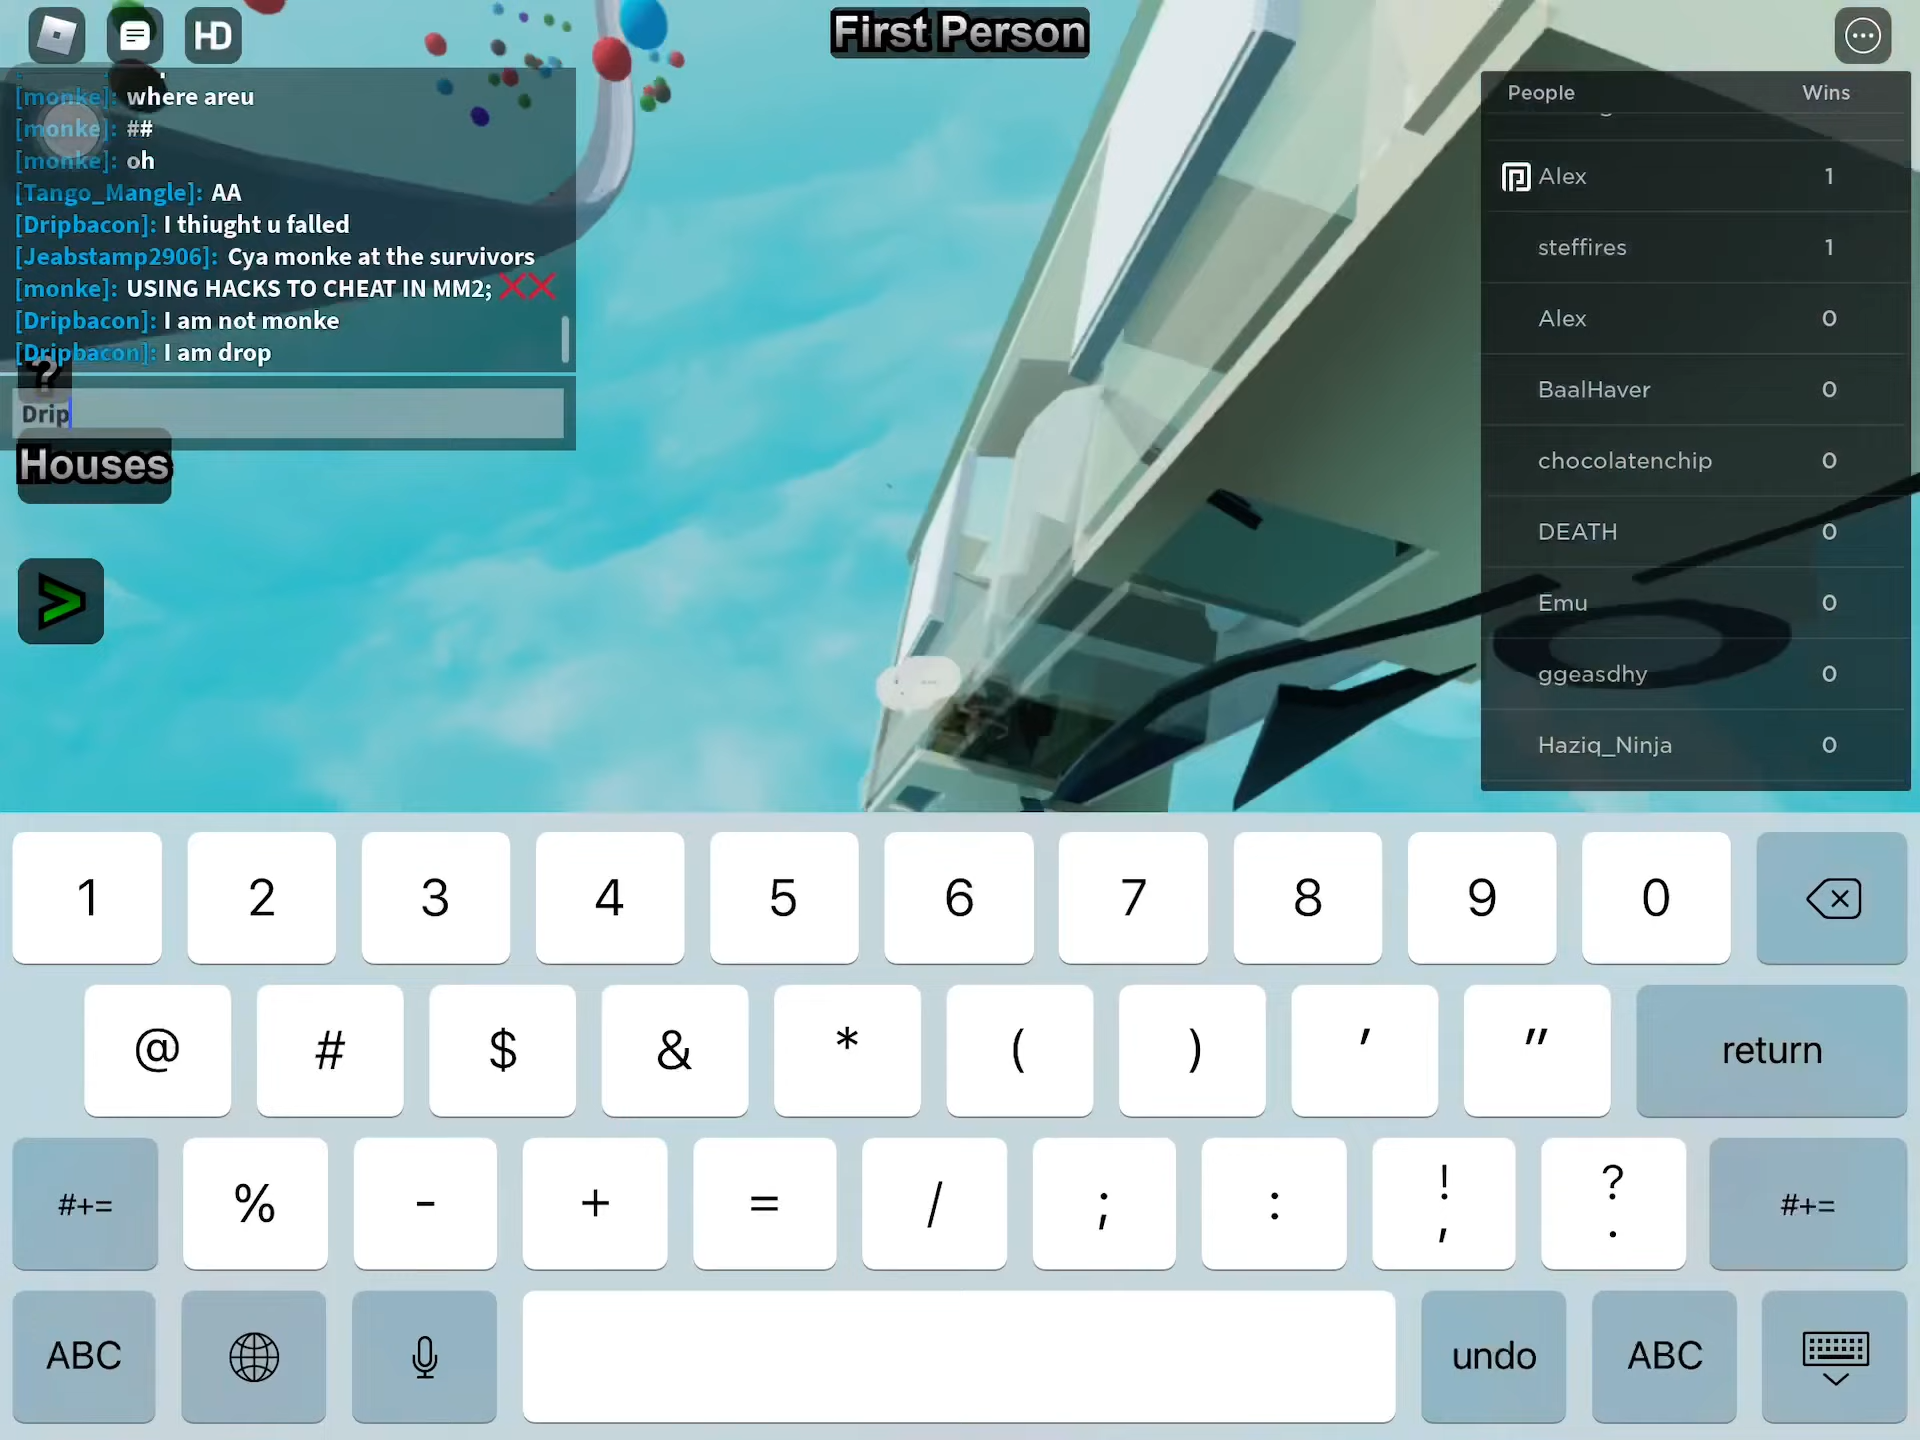 HD
First Person
[monke]: where areu
[monke]: ##
[monke]: oh
[Tango_Mangle]: AA
[Dripbacon]: I thiught u falled
[Jeabstamp2906]: Cya monke at the survivors
[monke]: USING HACKS TO CHEAT IN MM2; ❌❌
[Dripbacon]: I am not monke
[Dripbacon]: I am drop
?
Drip
Houses
>
People Wins
Alex 1
steffires 1
Alex 0
BaalHaver 0
chocolatenchip 0
DEATH 0
Emu 0
ggeasdhy 0
Haziq_Ninja 0
1 2 3 4 5 6 7 8 9 0
@ # $ & * ( ) ' " return
#+= % - + = / ; : ! , ? . #+=
ABC undo ABC